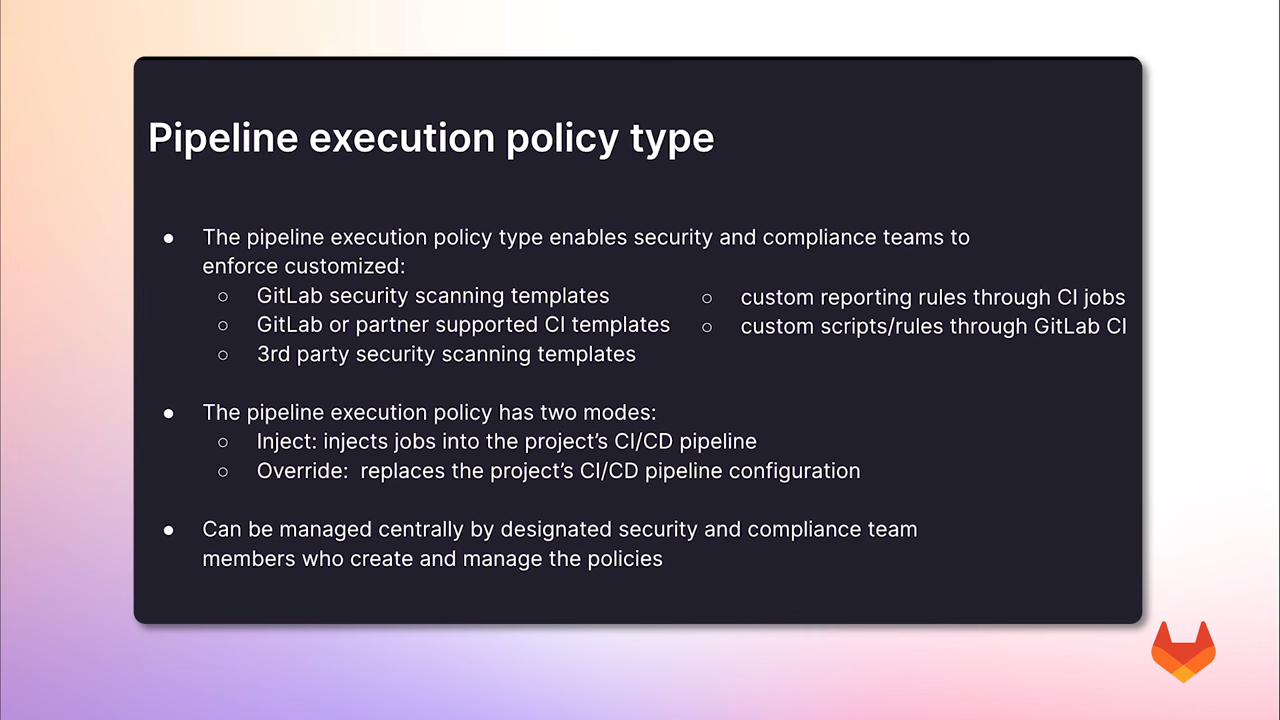 Pipeline execution policy type
● The pipeline execution policy type enables security and compliance teams to
enforce customized:
○ GitLab security scanning templates
○ GitLab or partner supported CI templates
○ 3rd party security scanning templates
○ custom reporting rules through CI jobs
○ custom scripts/rules through GitLab CI
● The pipeline execution policy has two modes:
○ Inject: injects jobs into the project’s CI/CD pipeline
○ Override:  replaces the project’s CI/CD pipeline configuration
● Can be managed centrally by designated security and compliance team
members who create and manage the policies